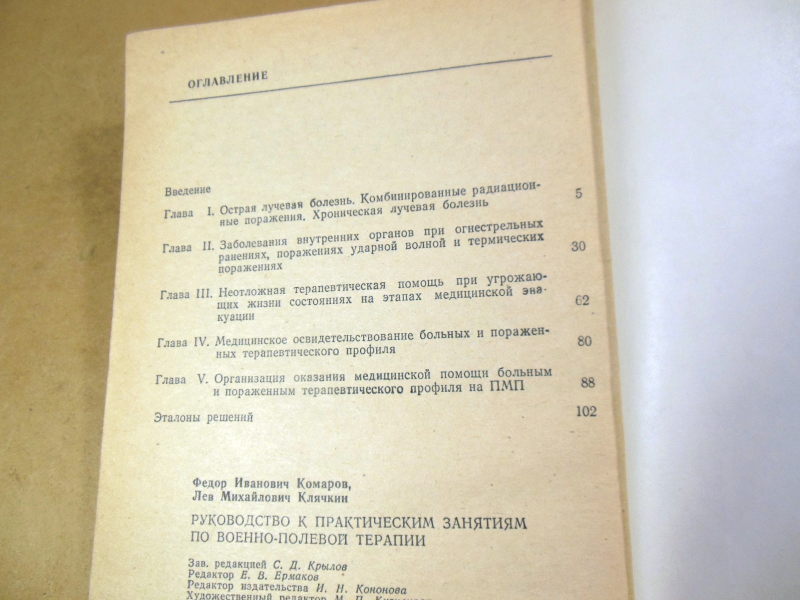 ОГЛАВЛЕНИЕ
Введение
Глава I. Острая лучевая болезнь. Комбинированные радиацион-
ные поражения. Хроническая лучевая болезнь 5
Глава II. Заболевания внутренних органов при огнестрельных
ранениях, поражениях ударной волной и термических
поражениях 30
Глава III. Неотложная терапевтическая помощь при угрожаю-
щих жизни состояниях на этапах медицинской эва-
куации 62
Глава IV. Медицинское освидетельствование больных и поражен-
ных терапевтического профиля 80
Глава V. Организация оказания медицинской помощи больным
и пораженным терапевтического профиля на ПМП 88
Эталоны решений 102
Федор Иванович Комаров,
Лев Михайлович Клячкин
РУКОВОДСТВО К ПРАКТИЧЕСКИМ ЗАНЯТИЯМ
ПО ВОЕННО-ПОЛЕВОЙ ТЕРАПИИ
Зав. редакцией С. Д. Крылов
Редактор Е. В. Ермаков
Редактор издательства И. Н. Кононова
Художественный редактор М. П.